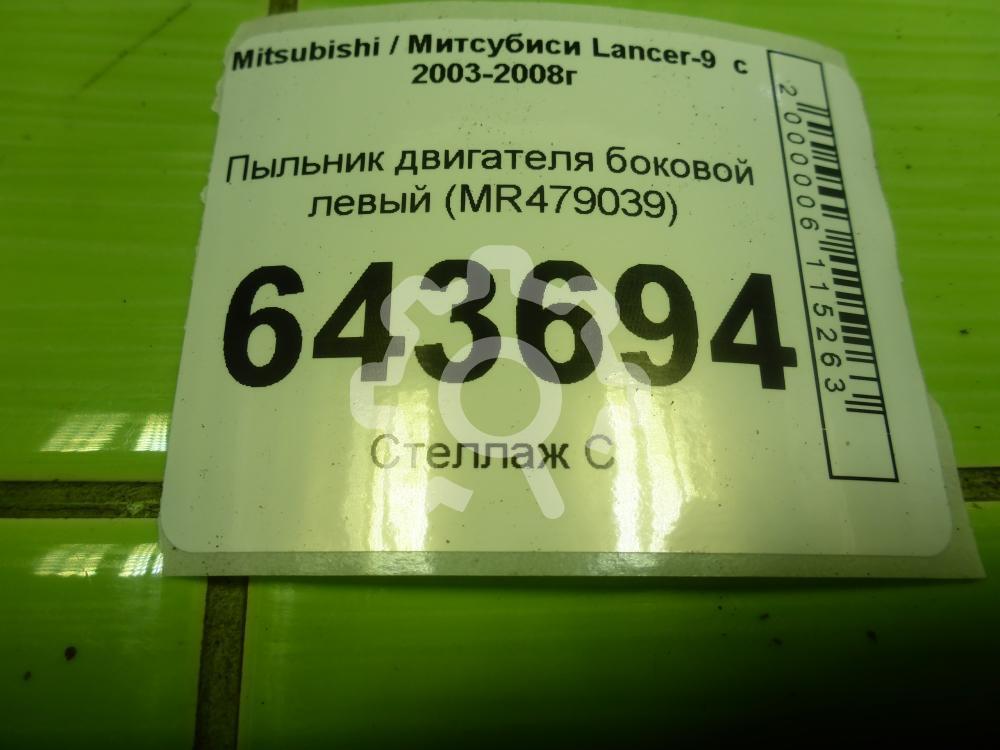 Mitsubishi / Митсубиси Lancer-9 с
2003-2008г
Пыльник двигателя боковой
левый (MR479039)
643694
Стеллаж С
2000006115263